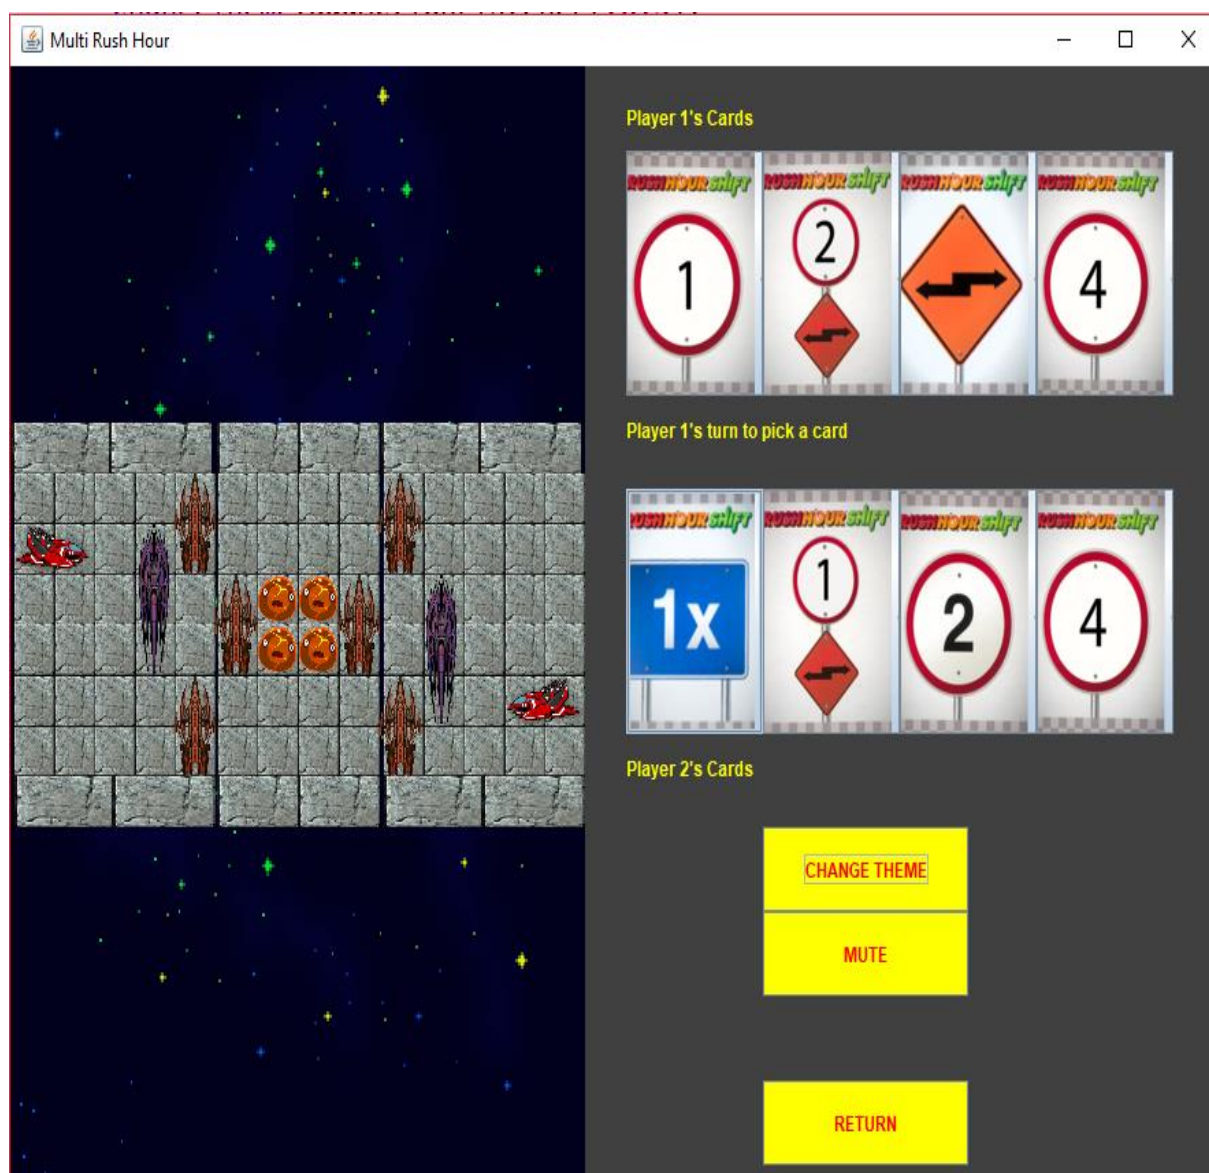 Multi Rush Hour
Player 1's Cards
RUSH HOUR SHIFT RUSH HOUR SHIFT RUSH HOUR SHIFT RUSH HOUR SHIFT
1 2 4
Player 1's turn to pick a card
RUSH HOUR SHIFT RUSH HOUR SHIFT RUSH HOUR SHIFT RUSH HOUR SHIFT
1x 1 2 4
Player 2's Cards
CHANGE THEME
MUTE
RETURN